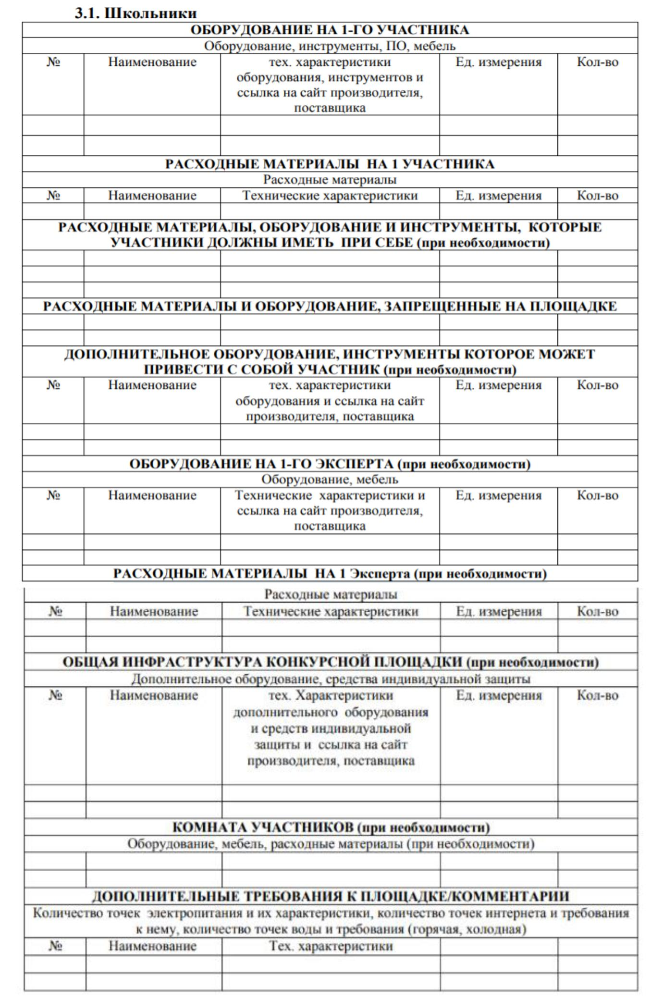 3.1. Школьники
ОБОРУДОВАНИЕ НА 1-ГО УЧАСТНИКА
Оборудование, инструменты, ПО, мебель
№ Наименование тех. характеристики Ед. измерения Кол-во
оборудования, инструментов и
ссылка на сайт производителя,
поставщика
РАСХОДНЫЕ МАТЕРИАЛЫ НА 1 УЧАСТНИКА
Расходные материалы
№ Наименование Технические характеристики Ед. измерения Кол-во
РАСХОДНЫЕ МАТЕРИАЛЫ, ОБОРУДОВАНИЕ И ИНСТРУМЕНТЫ, КОТОРЫЕ
УЧАСТНИКИ ДОЛЖНЫ ИМЕТЬ ПРИ СЕБЕ (при необходимости)
РАСХОДНЫЕ МАТЕРИАЛЫ И ОБОРУДОВАНИЕ, ЗАПРЕЩЕННЫЕ НА ПЛОЩАДКЕ
ДОПОЛНИТЕЛЬНОЕ ОБОРУДОВАНИЕ, ИНСТРУМЕНТЫ КОТОРОЕ МОЖЕТ
ПРИВЕСТИ С СОБОЙ УЧАСТНИК (при необходимости)
№ Наименование тех. характеристики Ед. измерения Кол-во
оборудования и ссылка на сайт
производителя, поставщика
ОБОРУДОВАНИЕ НА 1-ГО ЭКСПЕРТА (при необходимости)
Оборудование, мебель
№ Наименование Технические характеристики и Ед. измерения Кол-во
ссылка на сайт производителя,
поставщика
РАСХОДНЫЕ МАТЕРИАЛЫ НА 1 Эксперта (при необходимости)
Расходные материалы
№ Наименование Технические характеристики Ед. измерения Кол-во
ОБЩАЯ ИНФРАСТРУКТУРА КОНКУРСНОЙ ПЛОЩАДКИ (при необходимости)
Дополнительное оборудование, средства индивидуальной защиты
№ Наименование тех. Характеристики Ед. измерения Кол-во
дополнительного оборудования
и средств индивидуальной
защиты и ссылка на сайт
производителя, поставщика
КОМНАТА УЧАСТНИКОВ (при необходимости)
Оборудование, мебель, расходные материалы (при необходимости)
ДОПОЛНИТЕЛЬНЫЕ ТРЕБОВАНИЯ К ПЛОЩАДКЕ/КОММЕНТАРИИ
Количество точек электропитания и их характеристики, количество точек интернета и требования
к нему, количество точек воды и требования (горячая, холодная)
№ Наименование Тех. характеристики